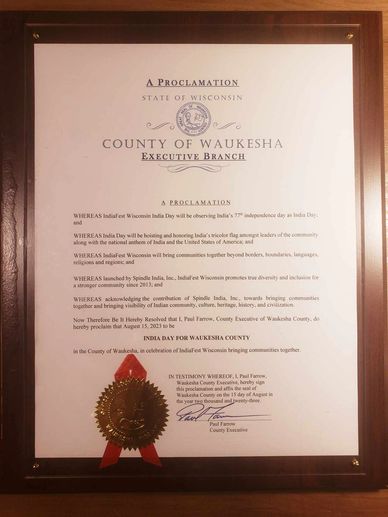 A PROCLAMATION
STATE OF WISCONSIN
COUNTY OF WAUKESHA
EXECUTIVE BRANCH
A PROCLAMATION
WHEREAS IndiaFest Wisconsin India Day will be observing India's 77th independence day as India Day;
and
WHEREAS India Day will be hoisting and honoring India's tricolor flag amongst leaders of the community
along with the national anthem of India and the United States of America; and
WHEREAS IndiaFest Wisconsin will bring communities together beyond borders, boundaries, languages,
religions and regions; and
WHEREAS launched by Spindle India, Inc., IndiaFest Wisconsin promotes true diversity and inclusion for
a stronger community since 2013; and
WHEREAS acknowledging the contribution of Spindle India, Inc., towards bringing communities
together and bringing visibility of Indian community, culture, heritage, history, and civilization.
Now Therefore Be It Hereby Resolved that I, Paul Farrow, County Executive of Waukesha County, do
hereby proclaim that August 15, 2023 to be
INDIA DAY FOR WAUKESHA COUNTY
in the County of Waukesha, in celebration of IndiaFest Wisconsin bringing communities together.
IN TESTIMONY WHEREOF, I, Paul Farrow,
Waukesha County Executive, hereby sign
this proclamation and affix the seal of
Waukesha County on the 15 day of August in
the year two thousand and twenty-three.
Paul Farrow
County Executive